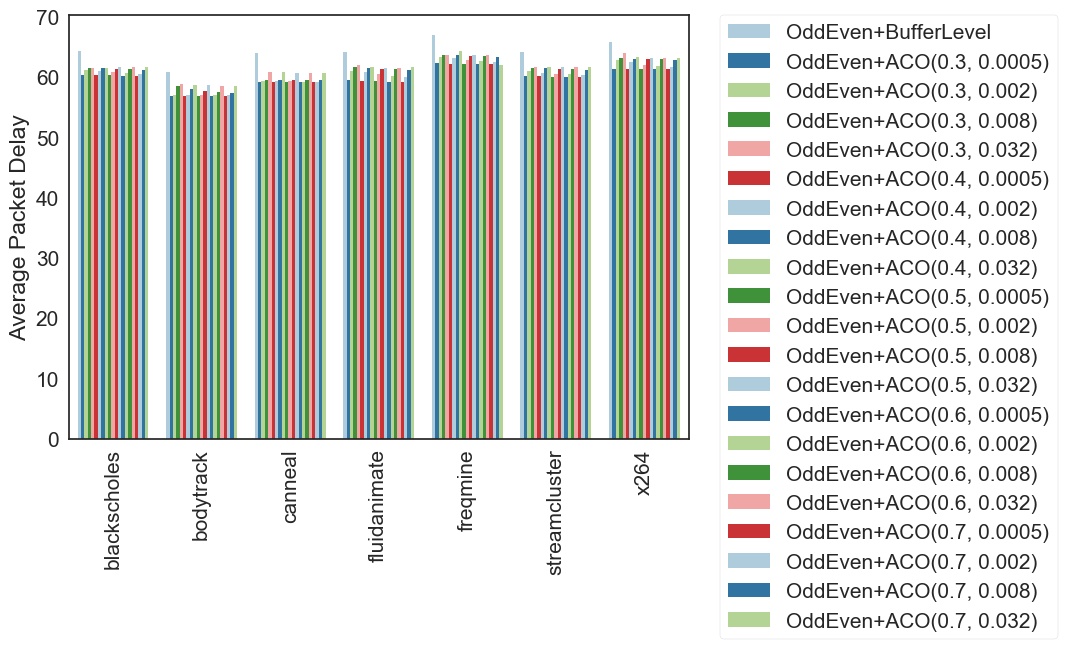 70
60
50
40
30
20
10
0
Average Packet Delay
blackscholes
bodytrack
canneal
fluidanimate
freqmine
streamcluster
x264
OddEven+BufferLevel
OddEven+ACO(0.3, 0.0005)
OddEven+ACO(0.3, 0.002)
OddEven+ACO(0.3, 0.008)
OddEven+ACO(0.3, 0.032)
OddEven+ACO(0.4, 0.0005)
OddEven+ACO(0.4, 0.002)
OddEven+ACO(0.4, 0.008)
OddEven+ACO(0.4, 0.032)
OddEven+ACO(0.5, 0.0005)
OddEven+ACO(0.5, 0.002)
OddEven+ACO(0.5, 0.008)
OddEven+ACO(0.5, 0.032)
OddEven+ACO(0.6, 0.0005)
OddEven+ACO(0.6, 0.002)
OddEven+ACO(0.6, 0.008)
OddEven+ACO(0.6, 0.032)
OddEven+ACO(0.7, 0.0005)
OddEven+ACO(0.7, 0.002)
OddEven+ACO(0.7, 0.008)
OddEven+ACO(0.7, 0.032)